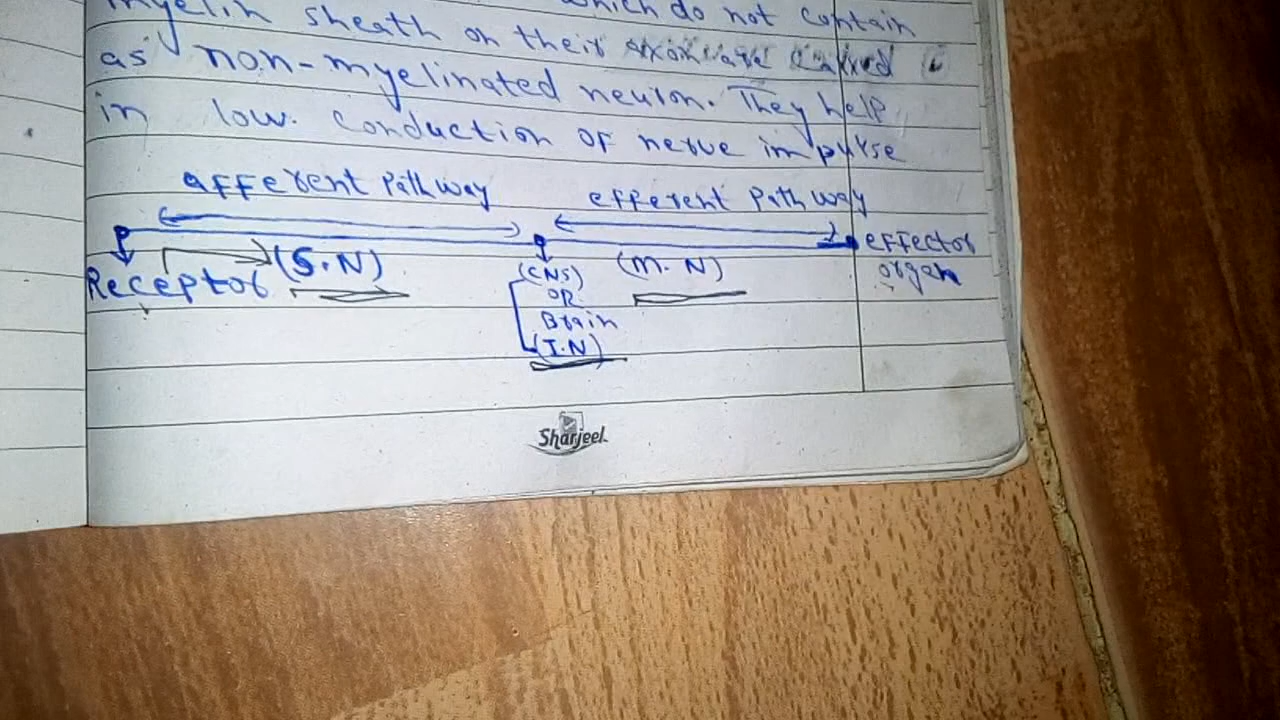 myelin sheath on their which do not contain
as non-myelinated neuron. They help
in low. conduction of nerve impulse
afferent Pathway efferent Pathway
Receptor (S.N) (CNS) (M.N) effector organ
OR
Brain
(I.N)
Sharjeel